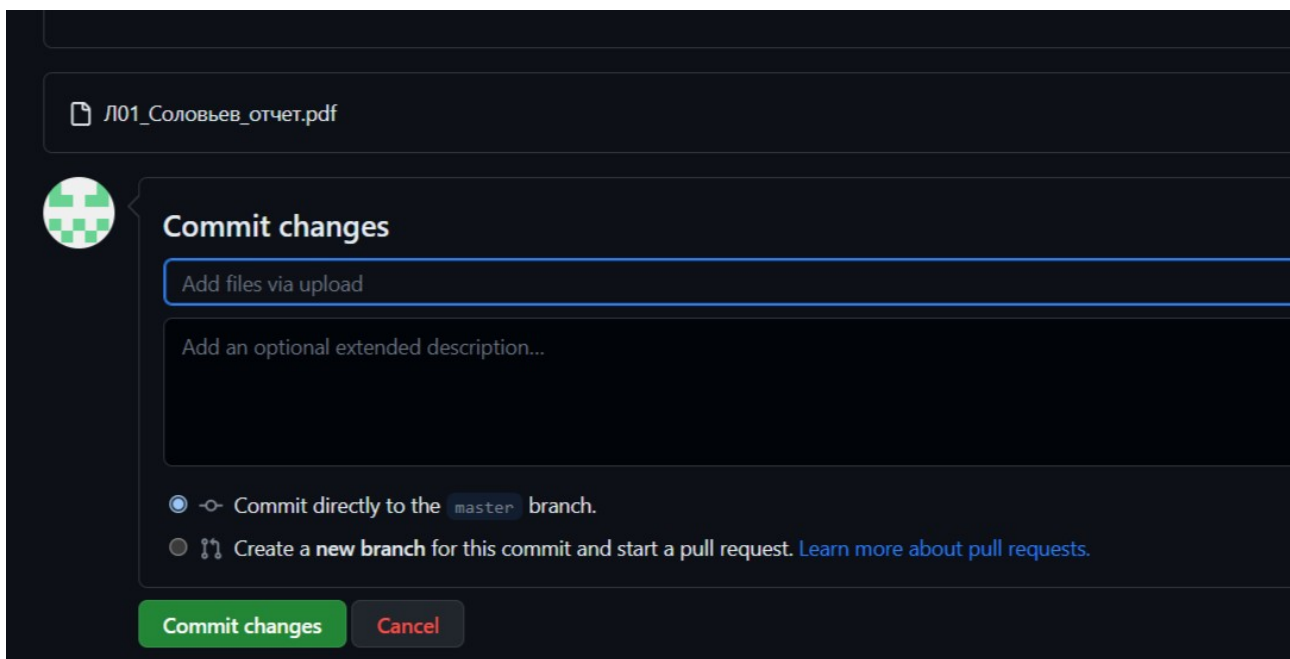 Л01_Соловьев_отчет.pdf
Commit changes
Add files via upload
Add an optional extended description...
Commit directly to the master branch.
Create a new branch for this commit and start a pull request. Learn more about pull requests.
Commit changes
Cancel